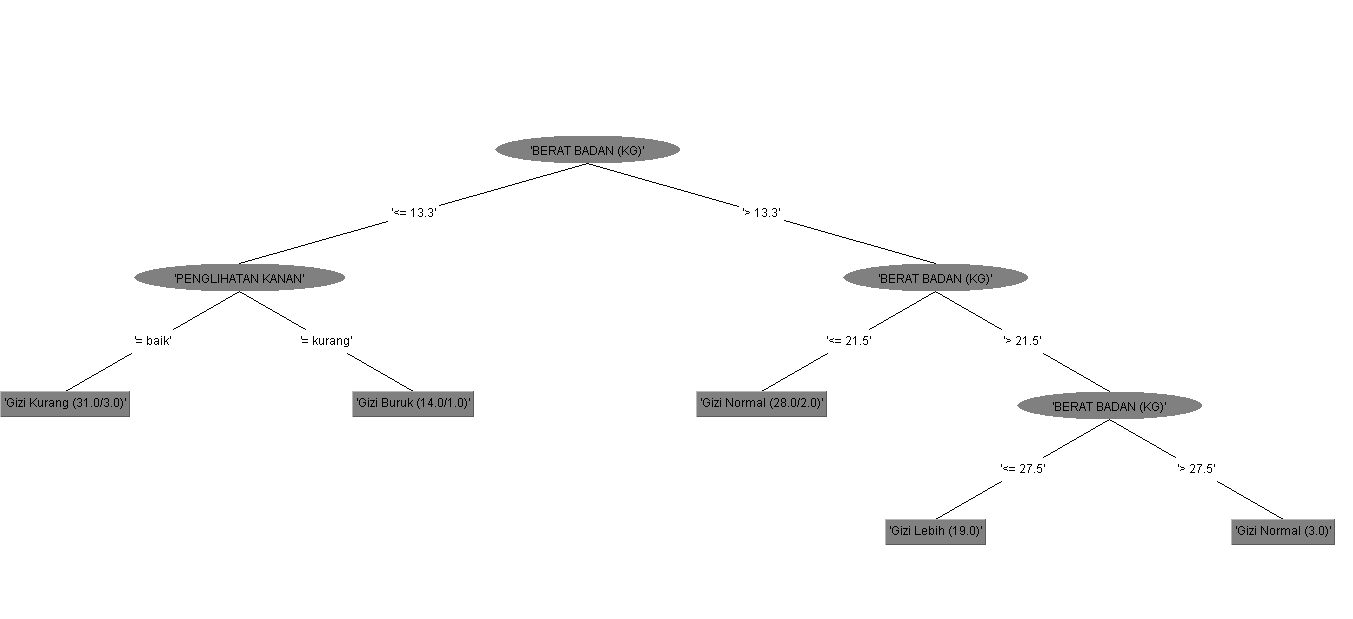 'BERAT BADAN (KG)'
'<= 13.3'
'> 13.3'
'PENGLIHATAN KANAN'
'BERAT BADAN (KG)'
'= baik'
'= kurang'
'<= 21.5'
'> 21.5'
'Gizi Kurang (31.0/3.0)'
'Gizi Buruk (14.0/1.0)'
'Gizi Normal (28.0/2.0)'
'BERAT BADAN (KG)'
'<= 27.5'
'> 27.5'
'Gizi Lebih (19.0)'
'Gizi Normal (3.0)'